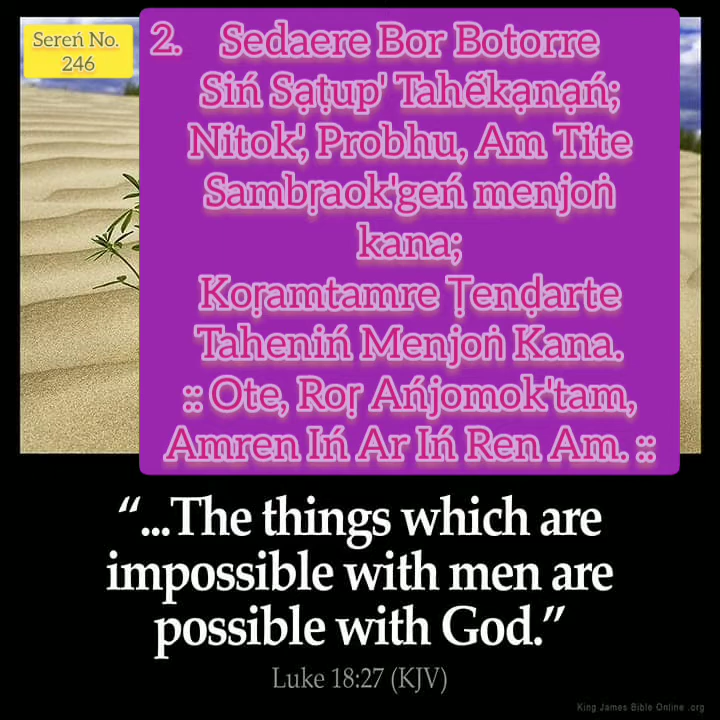 Sereń No.
246
2. Sedaere Bor Botorre
Siń Sạṭup' Tahẽkạnạń;
Nitok', Probhu, Am Tite
Sambṛaok'geń menjoṅ
kana;
Koṛamtamre Ṭenḍarte
Taheniń Menjoṅ Kana.
:: Ote, Roṛ Ańjomok'tam,
Amren Iń Ar Iń Ren Am. ::
“...The things which are
impossible with men are
possible with God.”
Luke 18:27 (KJV)
King James Bible Online .org